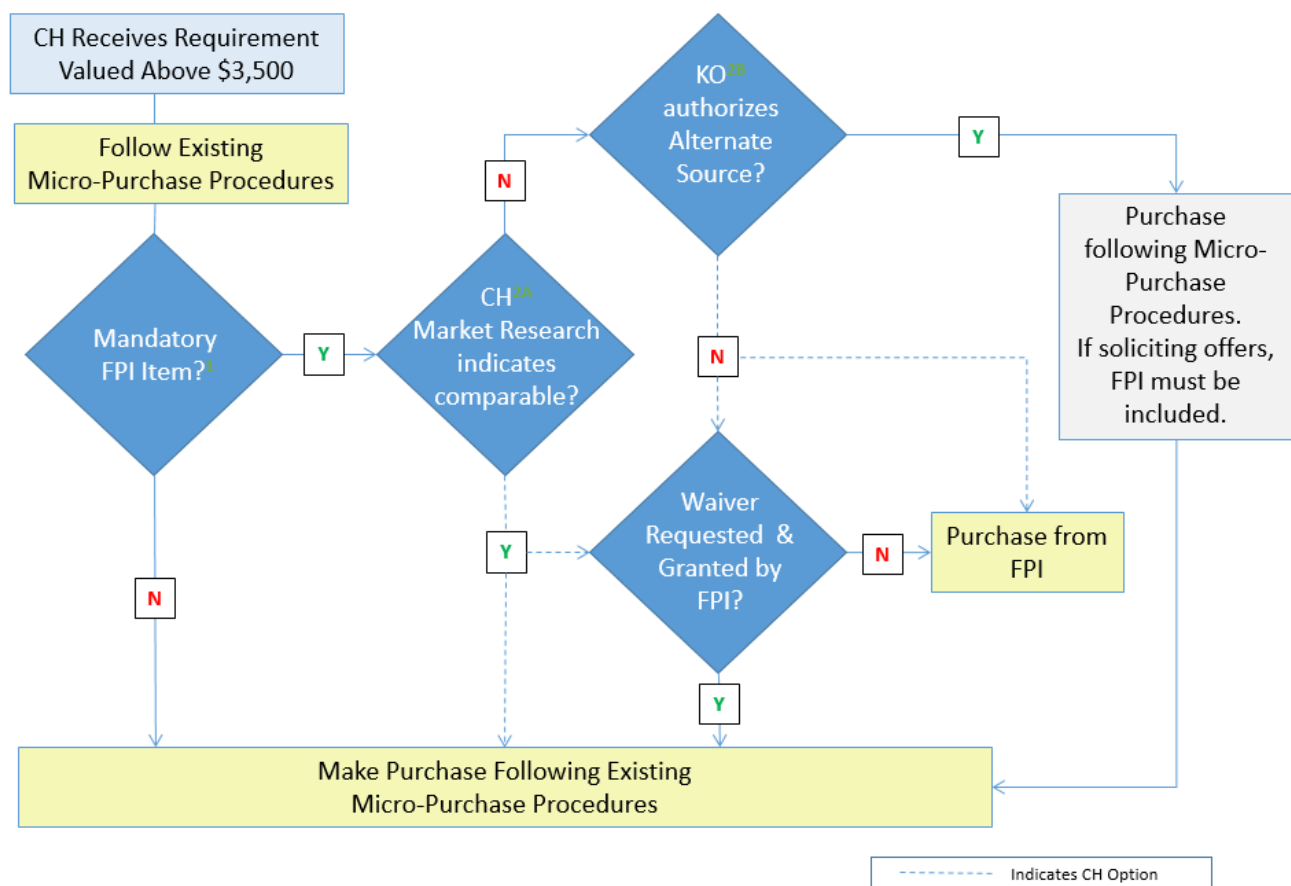 CH Receives Requirement
Valued Above $3,500
Follow Existing
Micro-Purchase Procedures
Mandatory
FPI Item?1
Y
N
CH2A
Market Research
indicates
comparable?
N
Y
KO2B
authorizes
Alternate
Source?
Y
N
Purchase
following Micro-
Purchase
Procedures.
If soliciting offers,
FPI must be
included.
Waiver
Requested &
Granted by
FPI?
N
Y
Purchase from
FPI
Make Purchase Following Existing
Micro-Purchase Procedures
Indicates CH Option